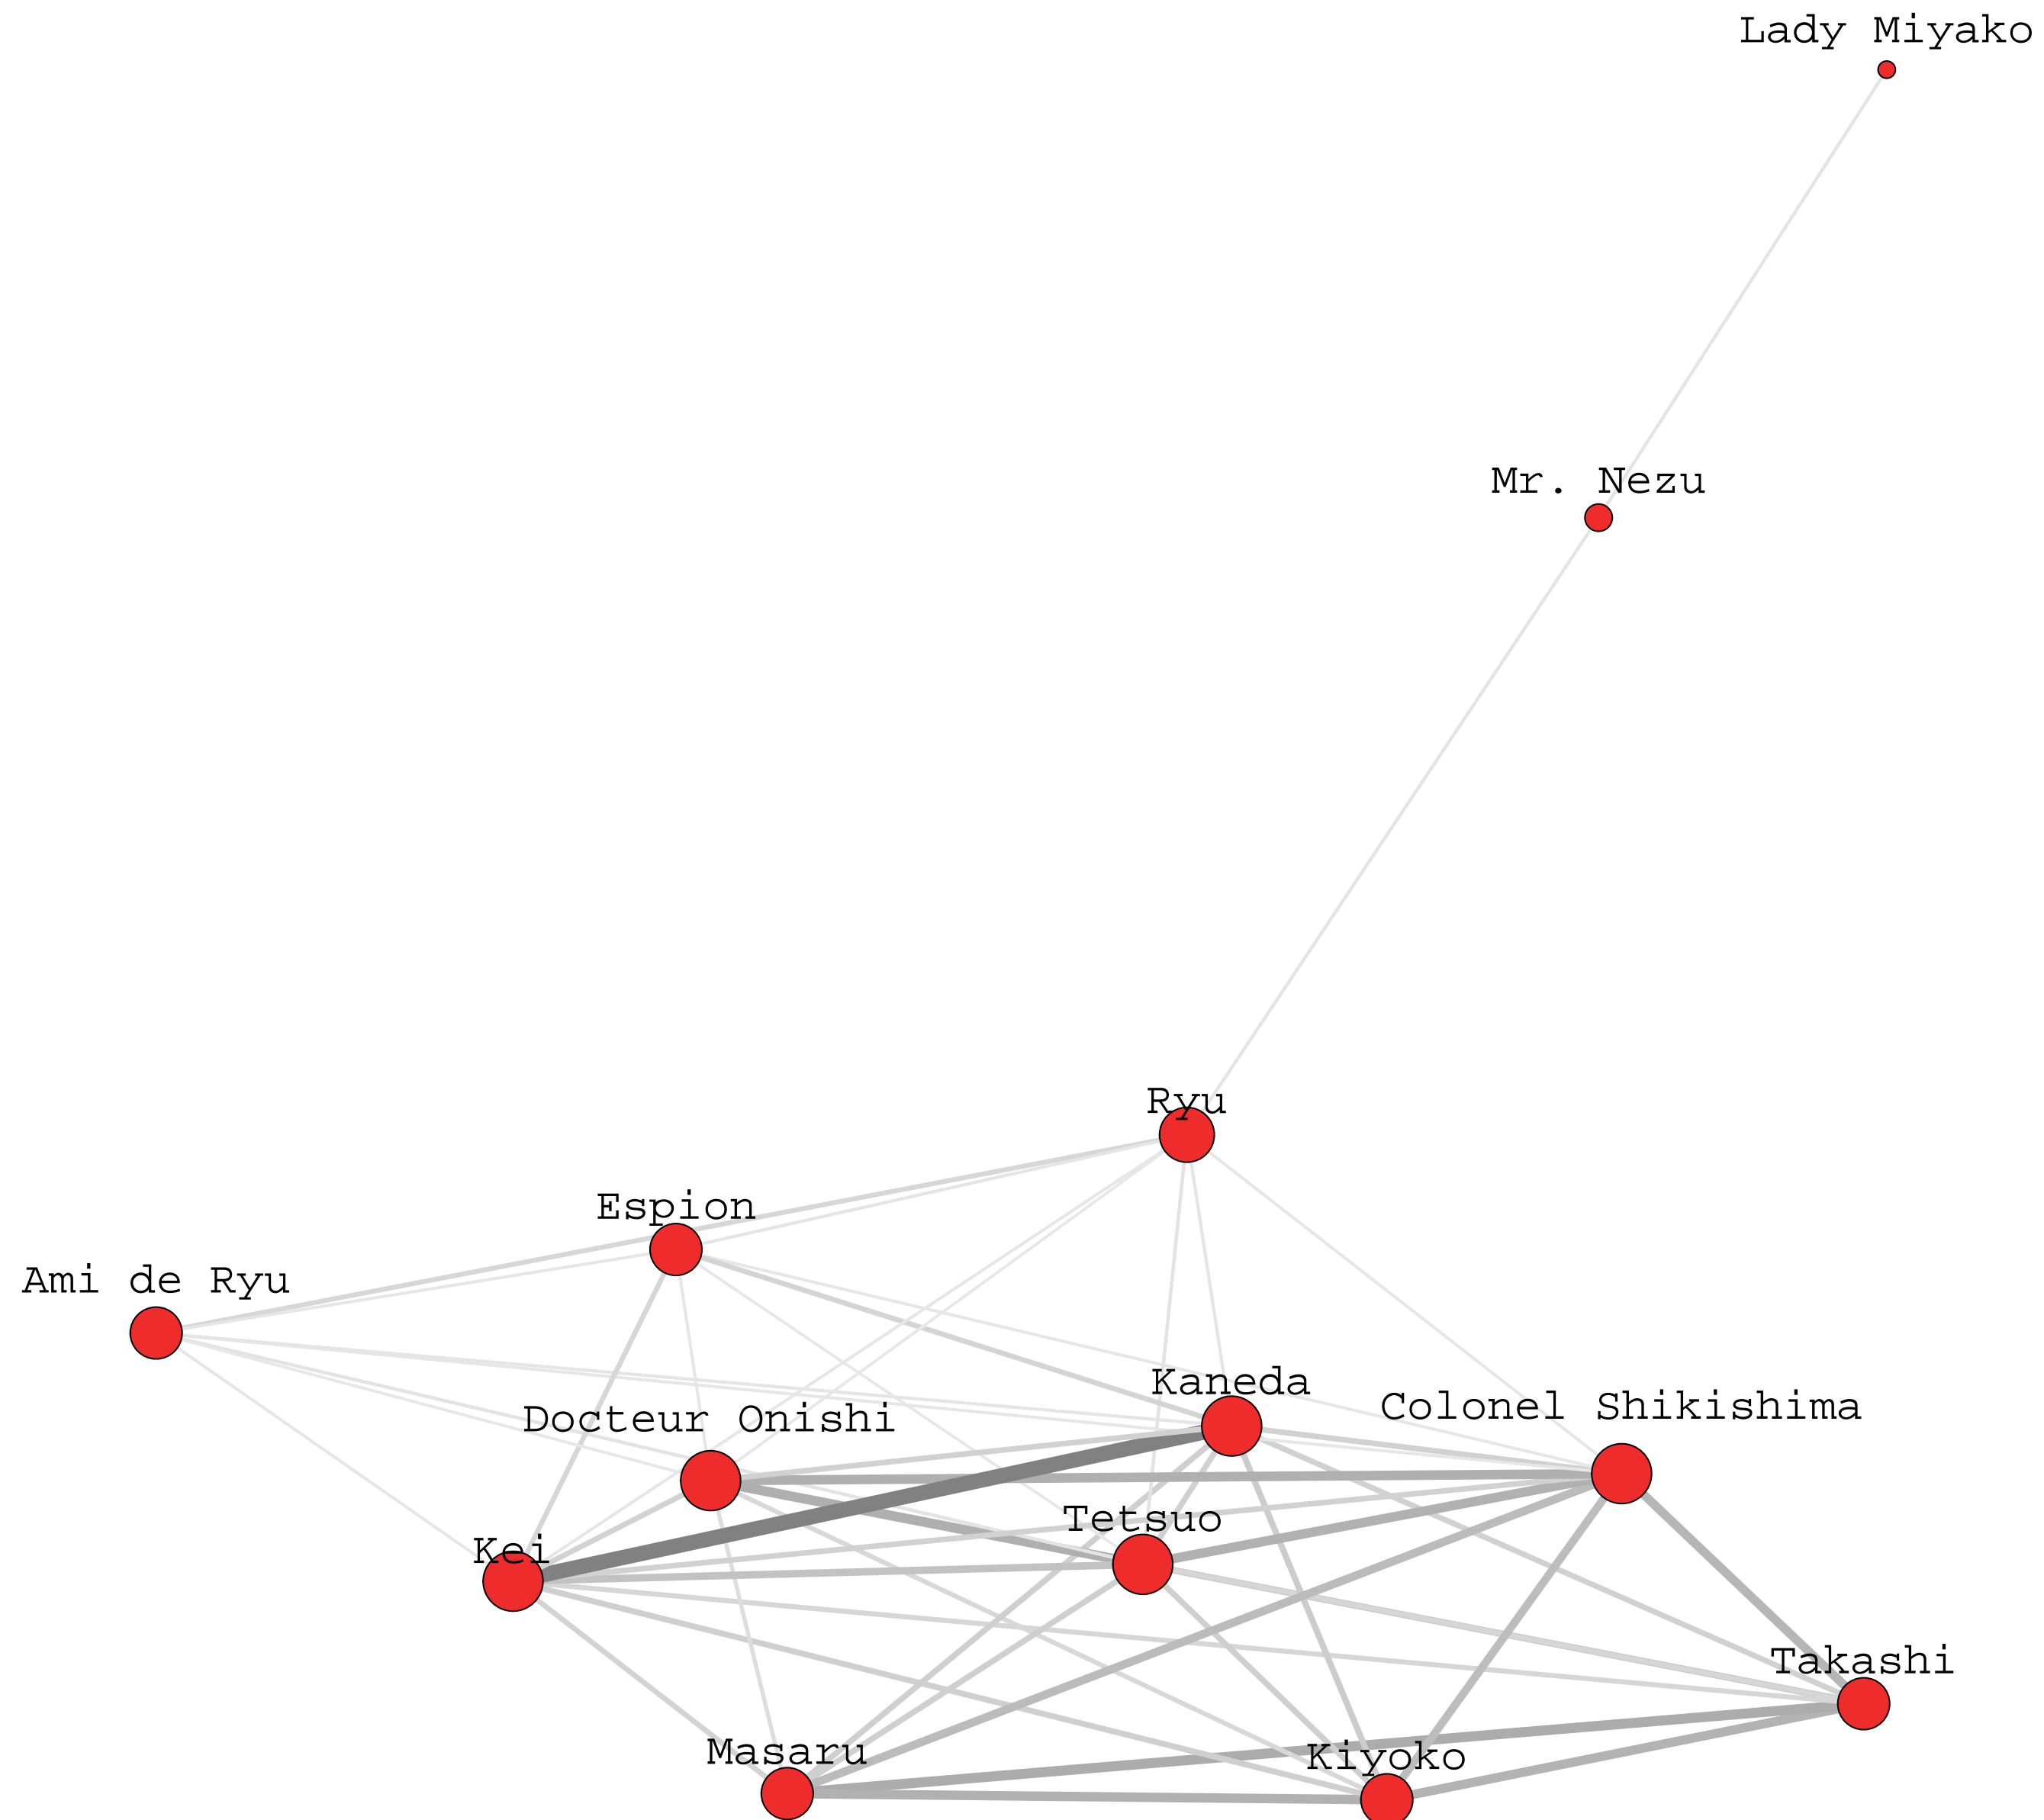 Lady Miyako
Mr. Nezu
Ryu
Espion
Ami de Ryu
Kaneda
Colonel Shikishima
Docteur Onishi
Tetsuo
Kei
Takashi
Masaru
Kiyoko